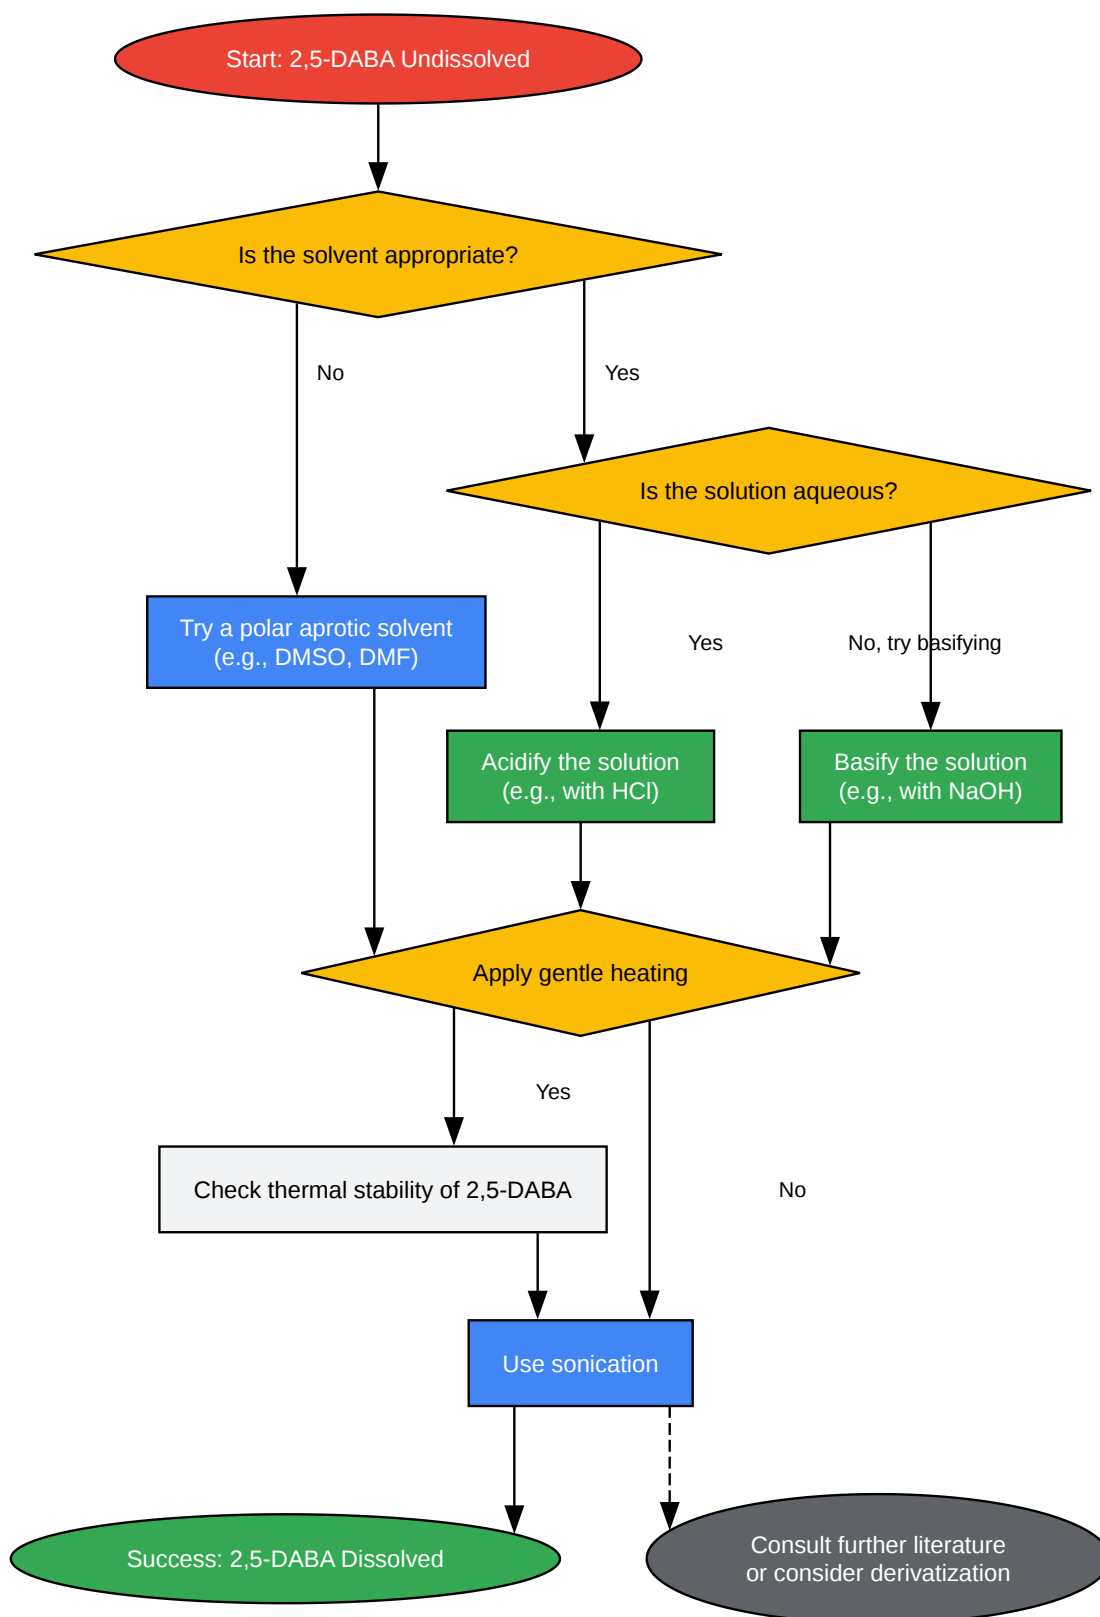 Start: 2,5-DABA Undissolved
Is the solvent appropriate?
No
Yes
Is the solution aqueous?
Try a polar aprotic solvent
(e.g., DMSO, DMF)
Yes
No, try basifying
Acidify the solution
(e.g., with HCl)
Basify the solution
(e.g., with NaOH)
Apply gentle heating
Yes
Check thermal stability of 2,5-DABA
No
Use sonication
Success: 2,5-DABA Dissolved
Consult further literature
or consider derivatization